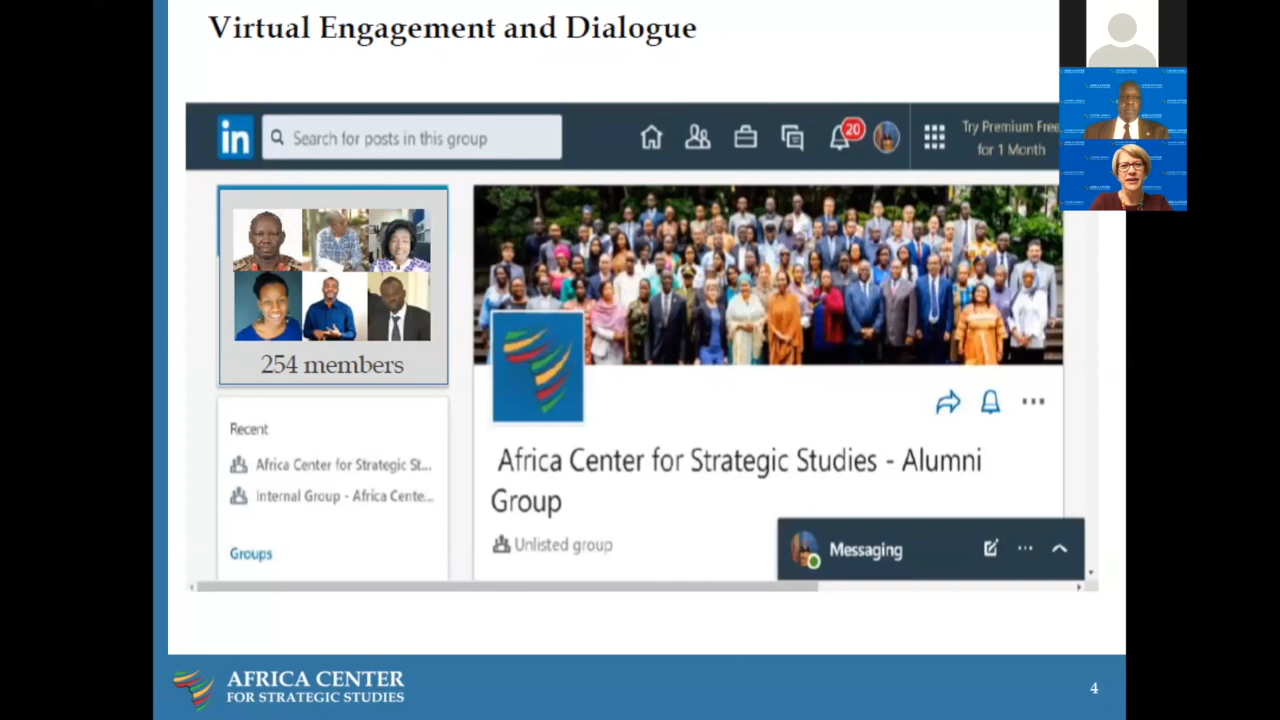 Virtual Engagement and Dialogue
in
Search for posts in this group
20
Try Premium Free
for 1 Month
254 members
Recent
Africa Center for Strategic St...
Internal Group - Africa Cente...
Groups
Africa Center for Strategic Studies - Alumni
Group
Unlisted group
Messaging
AFRICA CENTER
FOR STRATEGIC STUDIES
4